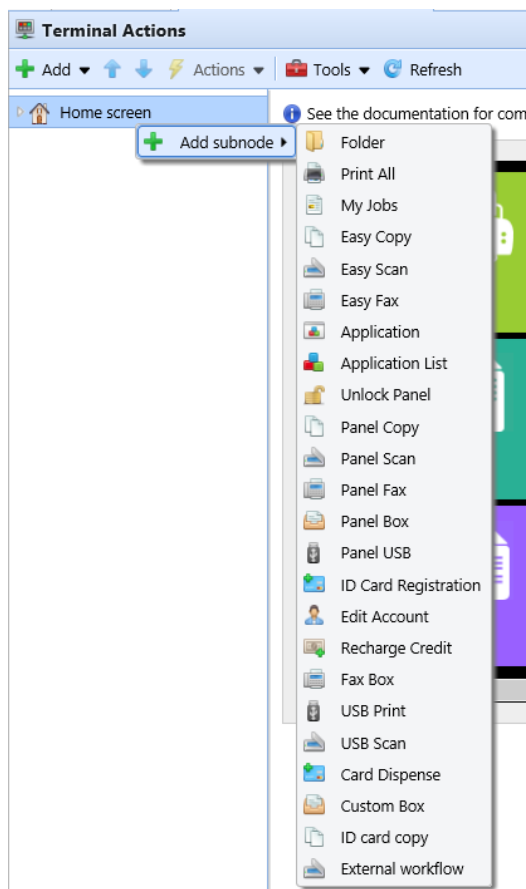 Terminal Actions
Add Actions Tools Refresh
Home screen
See the documentation for com
Add subnode
Folder
Print All
My Jobs
Easy Copy
Easy Scan
Easy Fax
Application
Application List
Unlock Panel
Panel Copy
Panel Scan
Panel Fax
Panel Box
Panel USB
ID Card Registration
Edit Account
Recharge Credit
Fax Box
USB Print
USB Scan
Card Dispense
Custom Box
ID card copy
External workflow